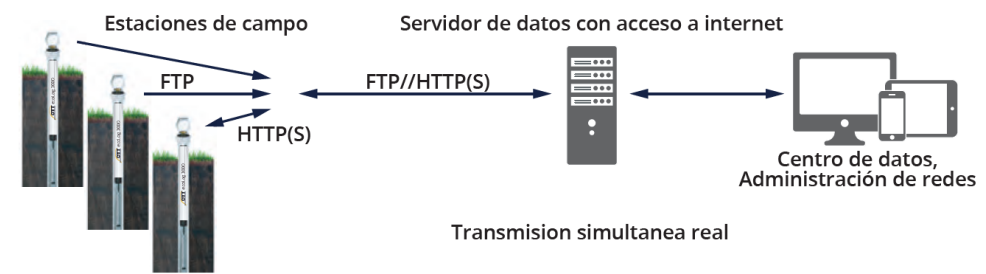 Estaciones de campo
Servidor de datos con acceso a internet
FTP
FTP//HTTP(S)
HTTP(S)
Centro de datos,
Administración de redes
Transmision simultanea real